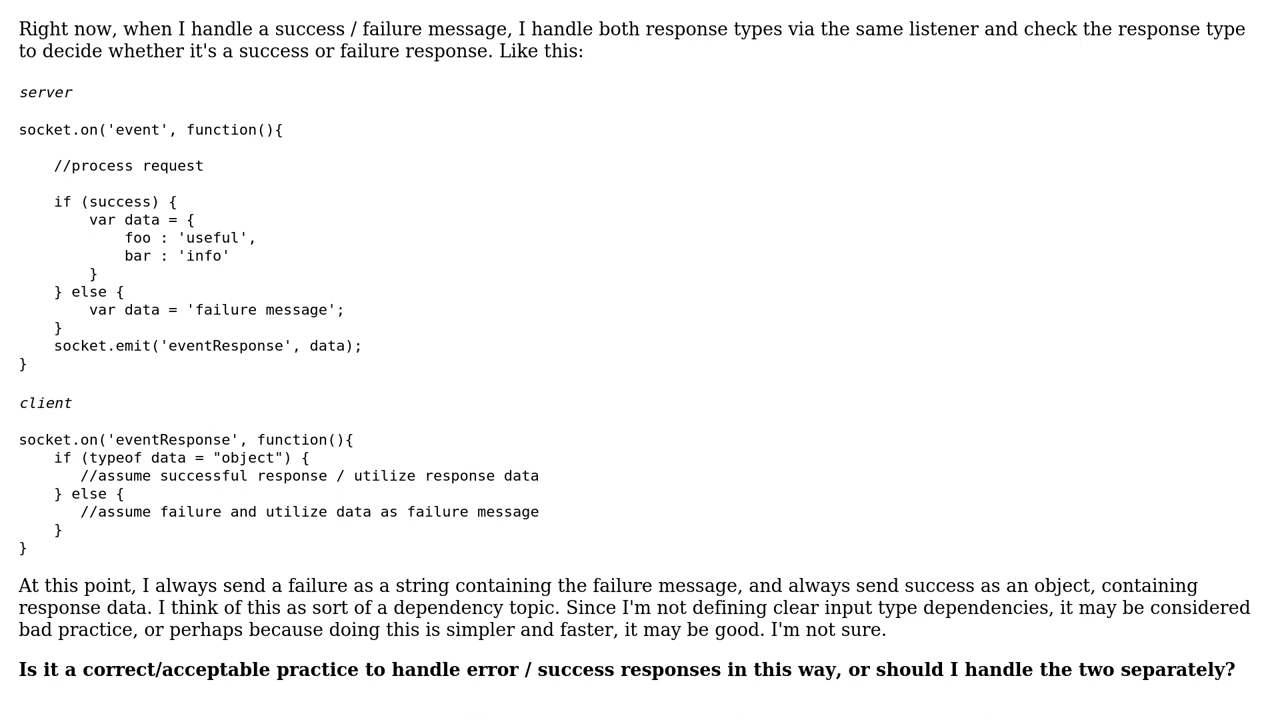 Right now, when I handle a success / failure message, I handle both response types via the same listener and check the response type
to decide whether it's a success or failure response. Like this:
server
socket.on('event', function(){
    //process request
    if (success) {
        var data = {
            foo : 'useful',
            bar : 'info'
        }
    } else {
        var data = 'failure message';
    }
    socket.emit('eventResponse', data);
}
client
socket.on('eventResponse', function(){
    if (typeof data = "object") {
       //assume successful response / utilize response data
    } else {
       //assume failure and utilize data as failure message
    }
}
At this point, I always send a failure as a string containing the failure message, and always send success as an object, containing
response data. I think of this as sort of a dependency topic. Since I'm not defining clear input type dependencies, it may be considered
bad practice, or perhaps because doing this is simpler and faster, it may be good. I'm not sure.
Is it a correct/acceptable practice to handle error / success responses in this way, or should I handle the two separately?